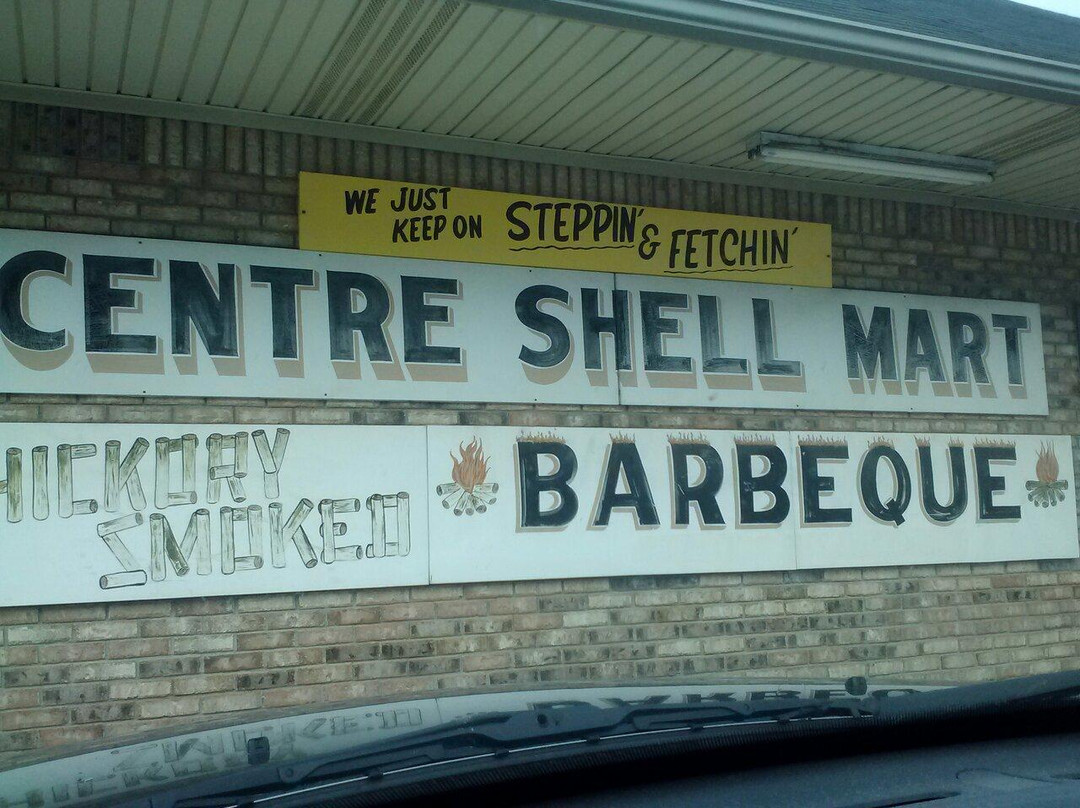 WE JUST
KEEP ON STEPPIN' & FETCHIN'
CENTRE SHELL MART
HICKORY
SMOKED
BARBEQUE